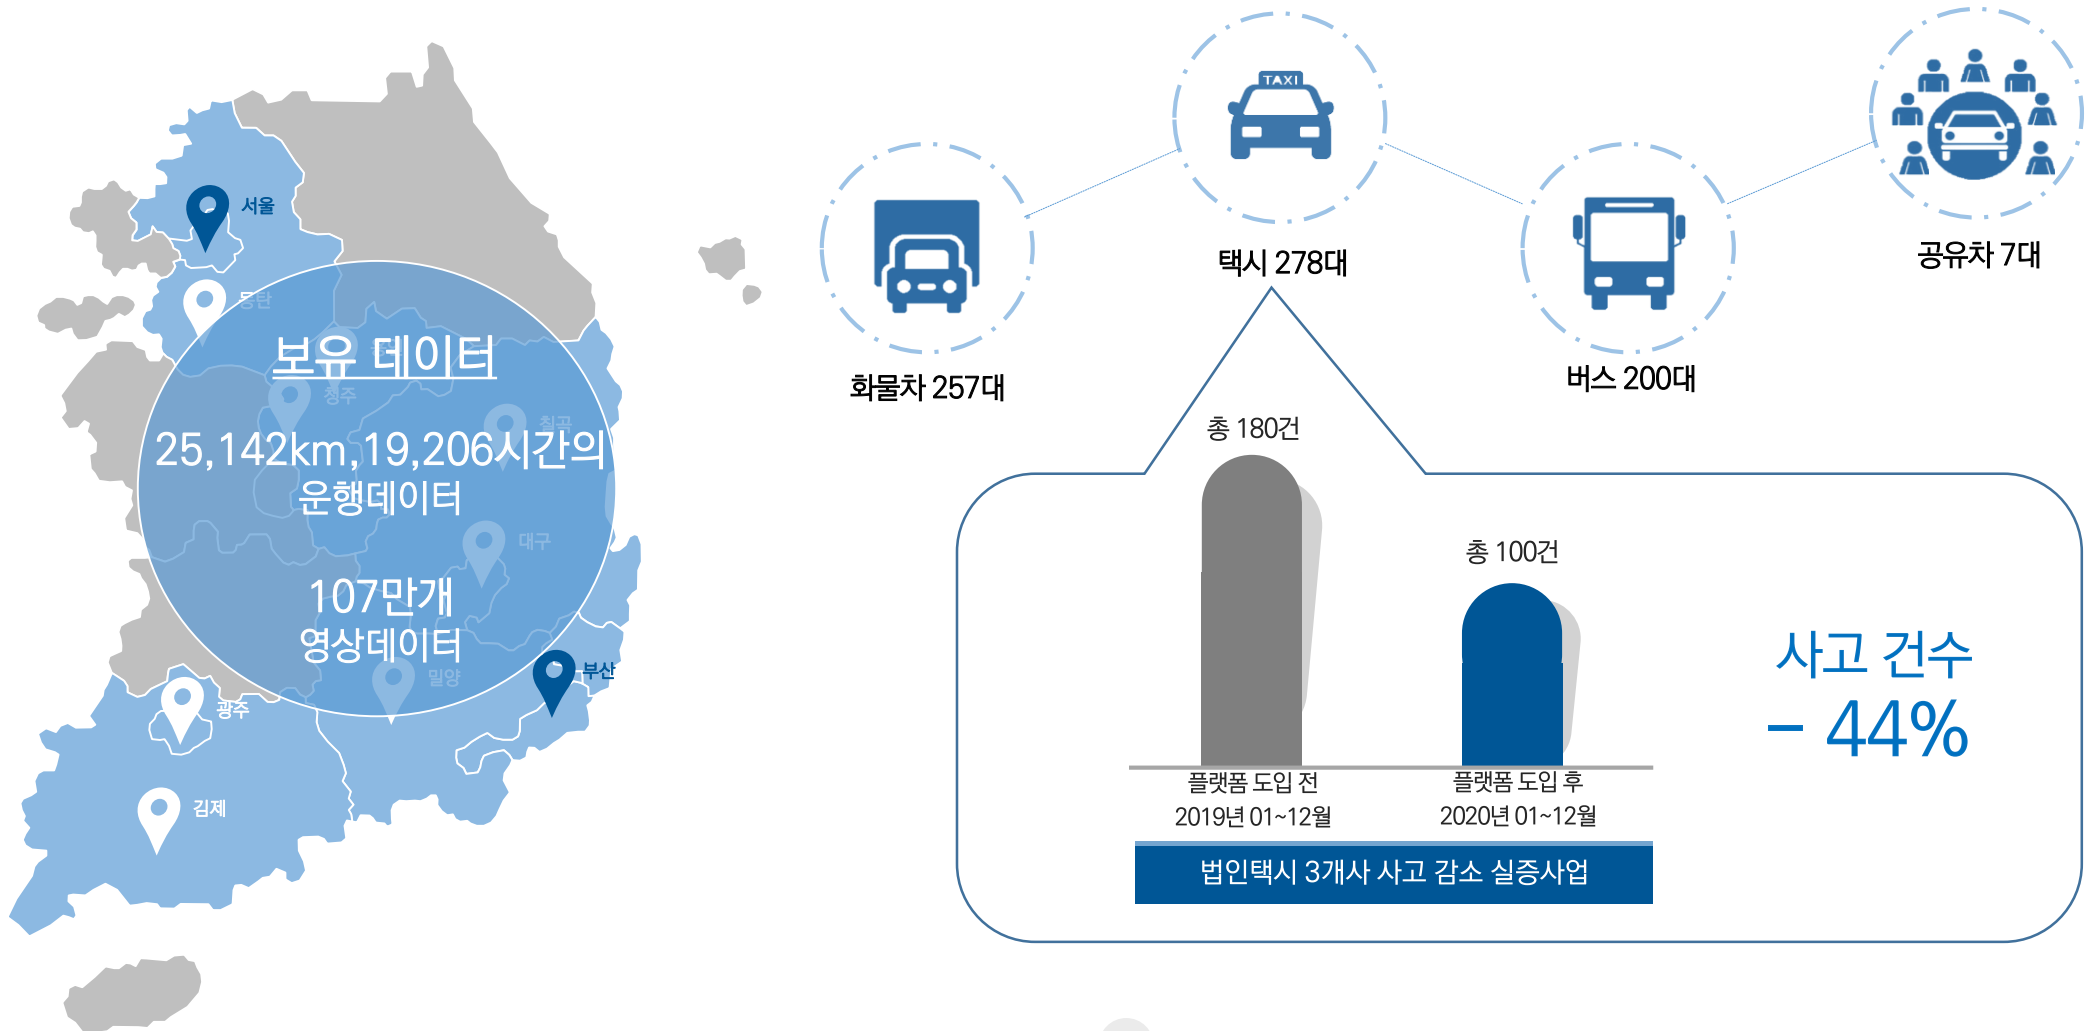 서울
동탄
청주
칠곡
대구
밀양
부산
광주
김제
보유 데이터
25,142km,19,206시간의
운행데이터
107만개
영상데이터
화물차 257대
TAXI
택시 278대
버스 200대
공유차 7대
총 180건
총 100건
플랫폼 도입 전
2019년 01~12월
플랫폼 도입 후
2020년 01~12월
법인택시 3개사 사고 감소 실증사업
사고 건수
- 44%